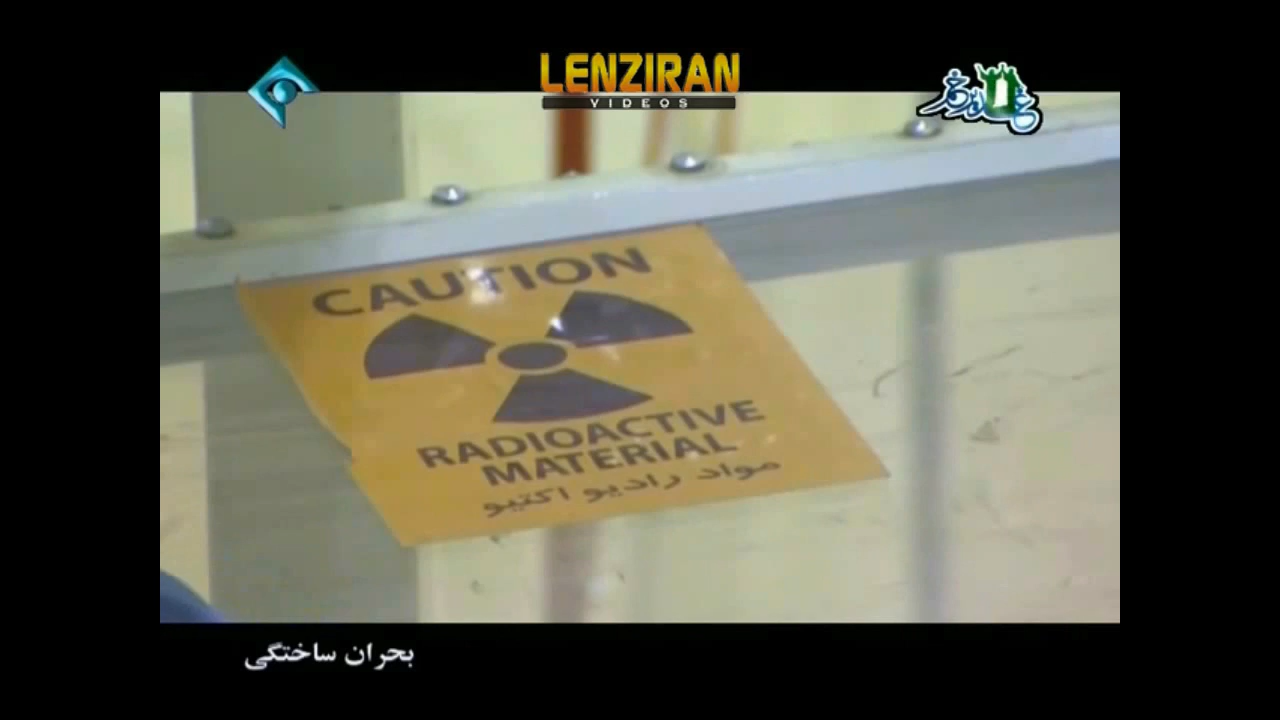 LENZIRAN
VIDEOS
CAUTION
RADIOACTIVE
MATERIAL
مواد رادیو اکتیو
بحران ساختگی